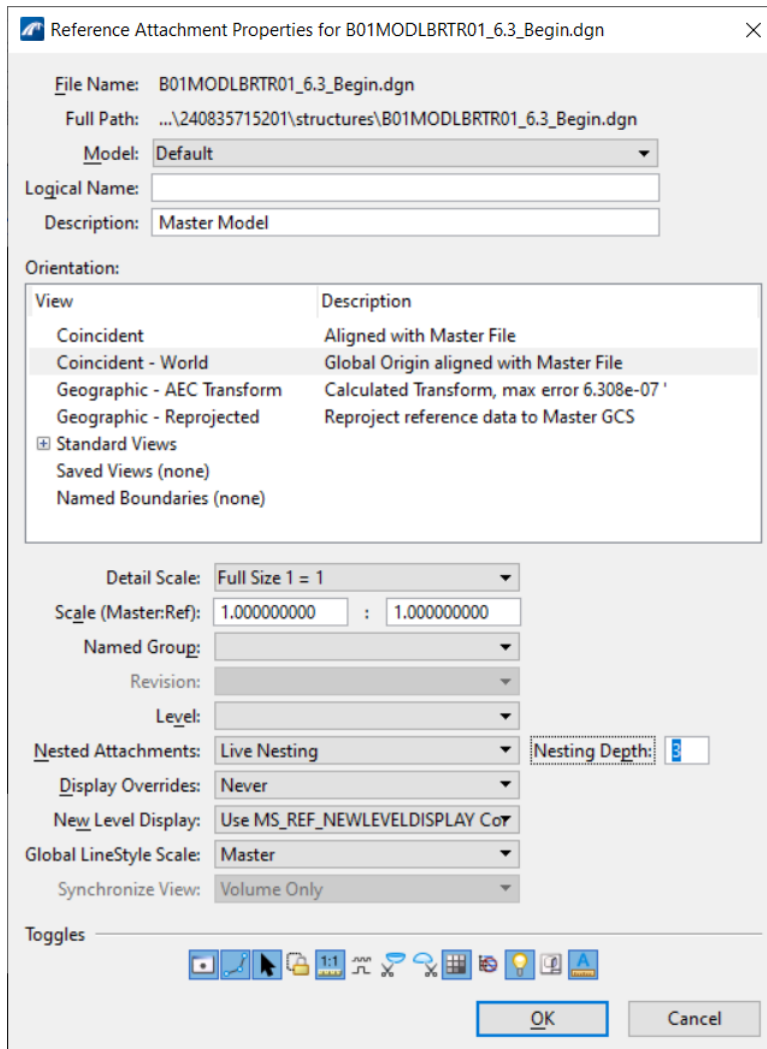 Reference Attachment Properties for B01MODLBRTR01_6.3_Begin.dgn
File Name: B01MODLBRTR01_6.3_Begin.dgn
Full Path: ...\240835715201\structures\B01MODLBRTR01_6.3_Begin.dgn
Model: Default
Logical Name:
Description: Master Model
Orientation:
View Description
Coincident Aligned with Master File
Coincident - World Global Origin aligned with Master File
Geographic - AEC Transform Calculated Transform, max error 6.308e-07 '
Geographic - Reprojected Reproject reference data to Master GCS
Standard Views
Saved Views (none)
Named Boundaries (none)
Detail Scale: Full Size 1 = 1
Scale (Master:Ref): 1.000000000 : 1.000000000
Named Group:
Revision:
Level:
Nested Attachments: Live Nesting Nesting Depth: 3
Display Overrides: Never
New Level Display: Use MS_REF_NEWLEVELDISPLAY Cor
Global LineStyle Scale: Master
Synchronize View: Volume Only
Toggles
1:1 A
OK Cancel